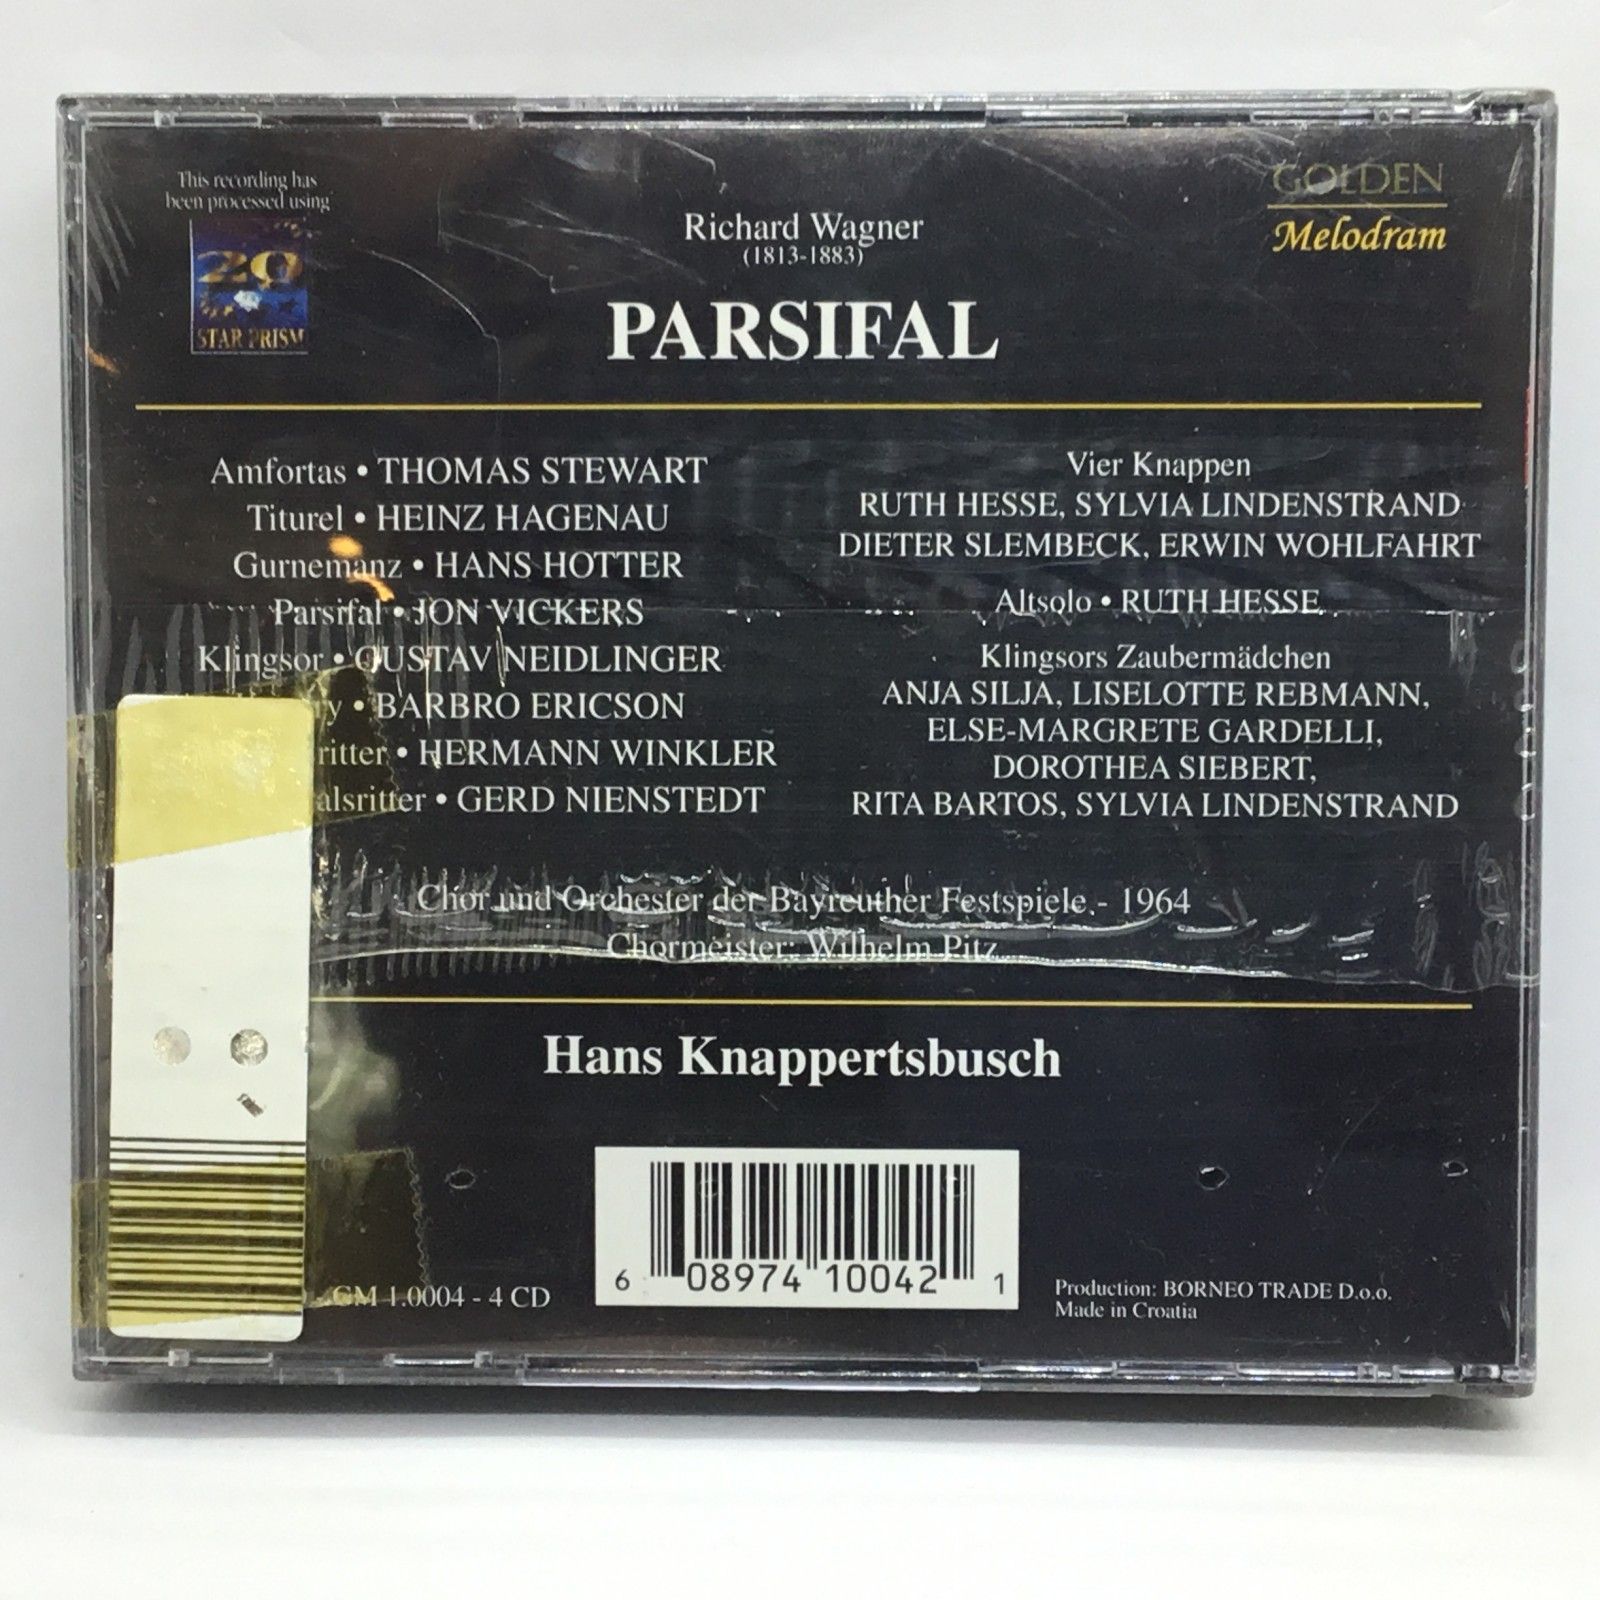 This recording has
been processed using
20
STAR PRISM
GOLDEN
Melodram
Richard Wagner
(1813-1883)
PARSIFAL
Amfortas • THOMAS STEWART
Titurel • HEINZ HAGENAU
Gurnemanz • HANS HOTTER
Parsifal • JON VICKERS
Klingsor • GUSTAV NEIDLINGER
• BARBRO ERICSON
• HERMANN WINKLER
• GERD NIENSTEDT
Vier Knappen
RUTH HESSE, SYLVIA LINDENSTRAND
DIETER SLEMBECK, ERWIN WOHLFAHRT
Altsolo • RUTH HESSE
Klingsors Zaubermädchen
ANJA SILJA, LISELOTTE REBMANN,
ELSE-MARGRETE GARDELLI,
DOROTHEA SIEBERT,
RITA BARTOS, SYLVIA LINDENSTRAND
Chor und Orchester der Bayreuther Festspiele - 1964
Chormeister: Wilhelm Pitz
Hans Knappertsbusch
GM 1.0004 - 4 CD
6 08974 10042 1
Production: BORNEO TRADE D.o.o.
Made in Croatia